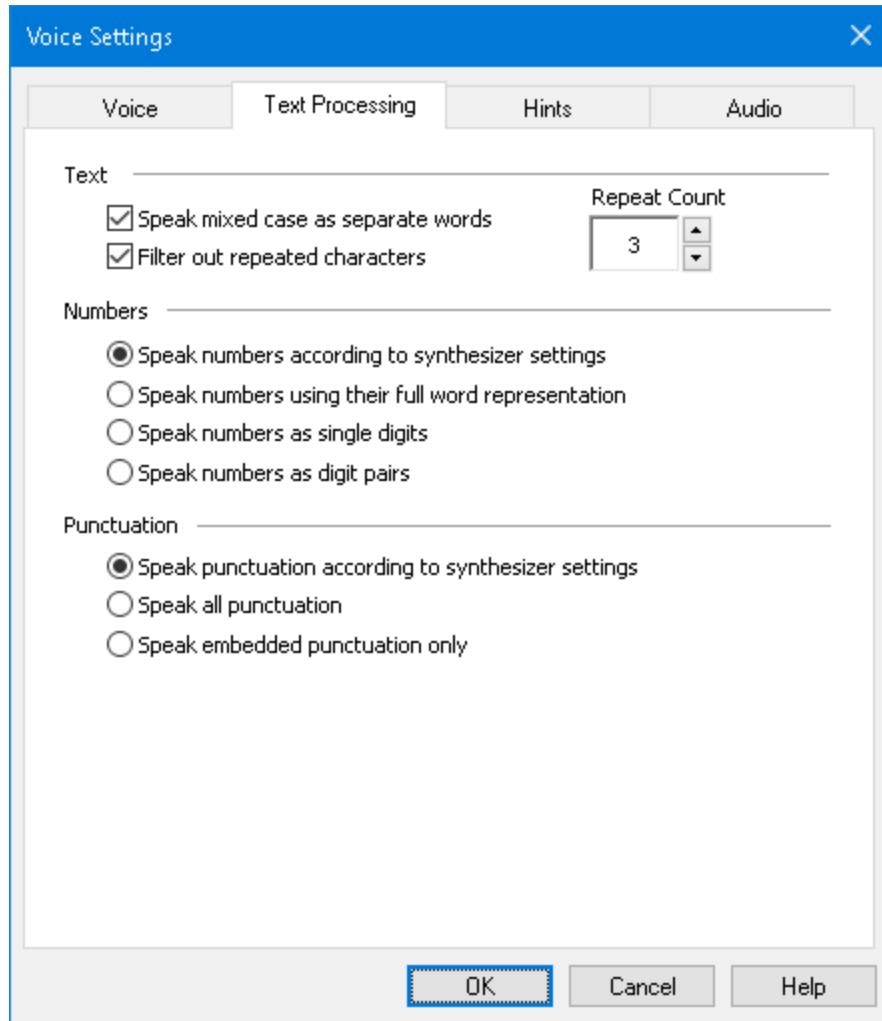 Voice Settings
Voice Text Processing Hints Audio
Text
Repeat Count
Speak mixed case as separate words
3
Filter out repeated characters
Numbers
Speak numbers according to synthesizer settings
Speak numbers using their full word representation
Speak numbers as single digits
Speak numbers as digit pairs
Punctuation
Speak punctuation according to synthesizer settings
Speak all punctuation
Speak embedded punctuation only
OK Cancel Help